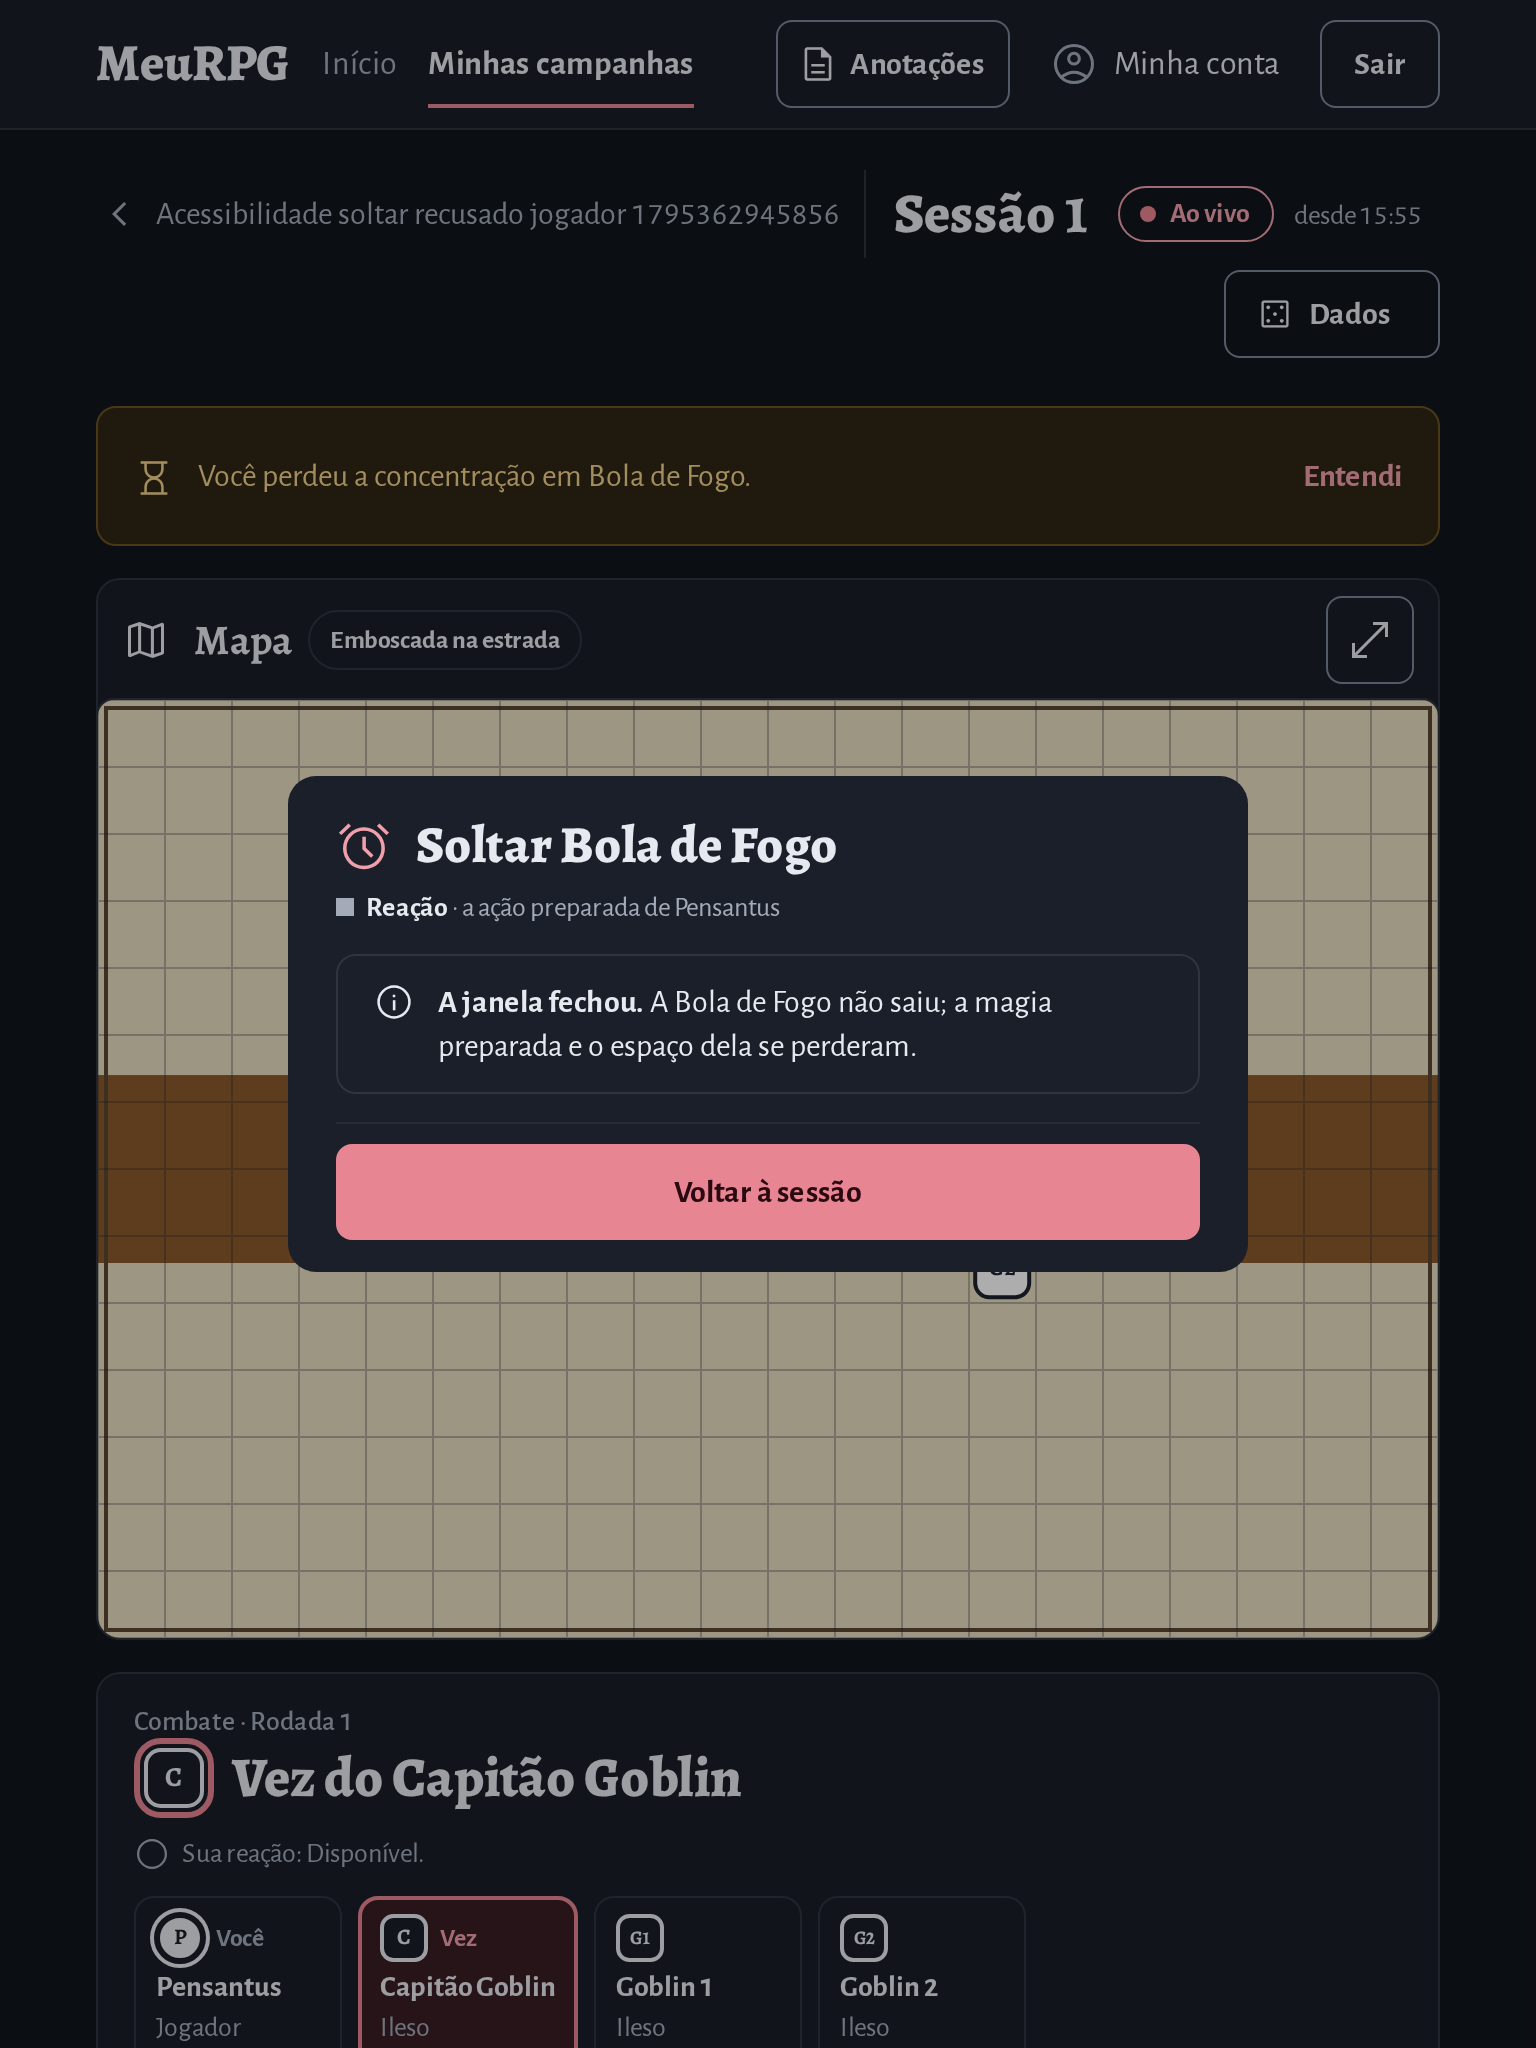 MeuRPG Início Minhas campanhas Anotações Minha conta Sair
Acessibilidade soltar recusado jogador 1795362945856 Sessão 1 Ao vivo desde 15:55
Dados
Você perdeu a concentração em Bola de Fogo. Entendi
Mapa Emboscada na estrada
Soltar Bola de Fogo
Reação · a ação preparada de Pensantus
A janela fechou. A Bola de Fogo não saiu; a magia
preparada e o espaço dela se perderam.
Voltar à sessão
Combate · Rodada 1
C Vez do Capitão Goblin
Sua reação: Disponível.
P Você C Vez G1 G2
Pensantus Capitão Goblin Goblin 1 Goblin 2
Jogador Ileso Ileso Ileso